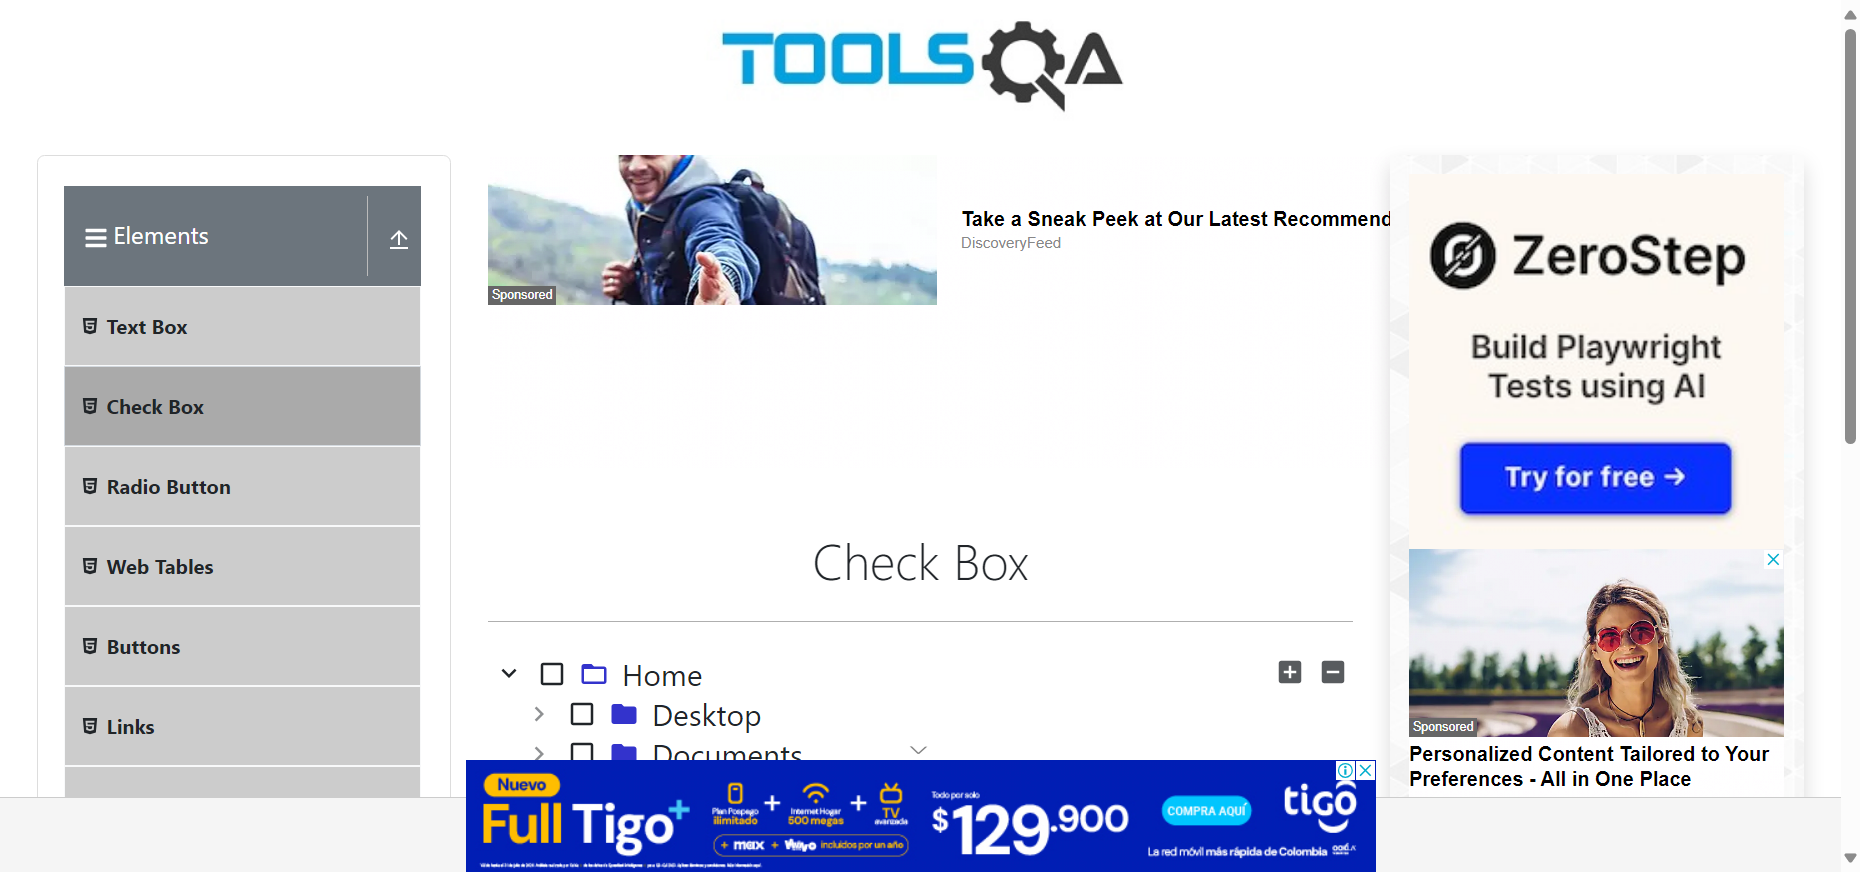 TOOLSQA
Elements
Text Box
Check Box
Radio Button
Web Tables
Buttons
Links
Sponsored
Take a Sneak Peek at Our Latest Recommend
DiscoveryFeed
Check Box
Home
Desktop
Documents
ZeroStep
Build Playwright
Tests using AI
Try for free →
Sponsored
Personalized Content Tailored to Your
Preferences - All in One Place
Nuevo
Full Tigo+
Plan Pospago
ilimitado
+
Internet Hogar
500 megas
+
TV
avanzada
+ max + Win+ incluidos por un año
Todo por solo
$129.900
COMPRA AQUÍ
tigo
La red móvil más rápida de Colombia